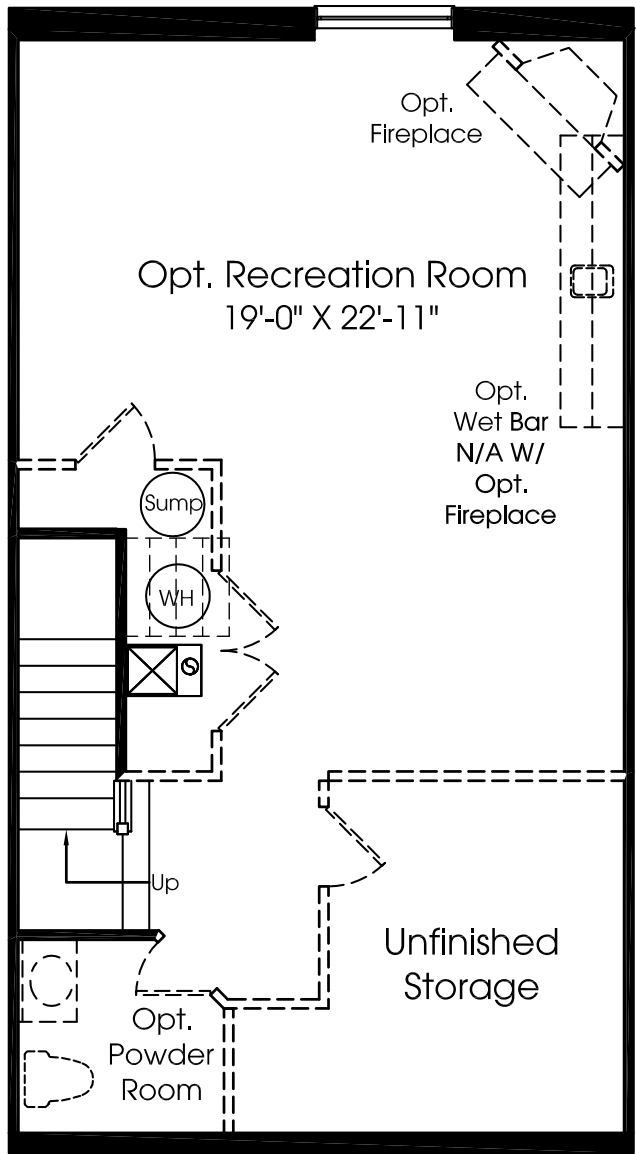 Opt.
Fireplace
Opt. Recreation Room
19'-0" X 22'-11"
Opt.
Wet Bar
N/A W/
Opt.
Fireplace
Sump
WH
Up
Unfinished
Storage
Opt.
Powder
Room